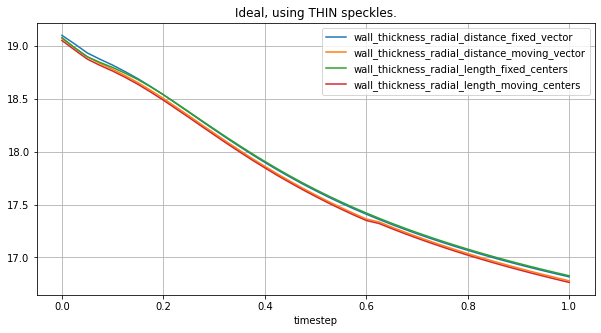 Ideal, using THIN speckles.
wall_thickness_radial_distance_fixed_vector
wall_thickness_radial_distance_moving_vector
wall_thickness_radial_length_fixed_centers
wall_thickness_radial_length_moving_centers
19.0
18.5
18.0
17.5
17.0
0.0 0.2 0.4 0.6 0.8 1.0
timestep